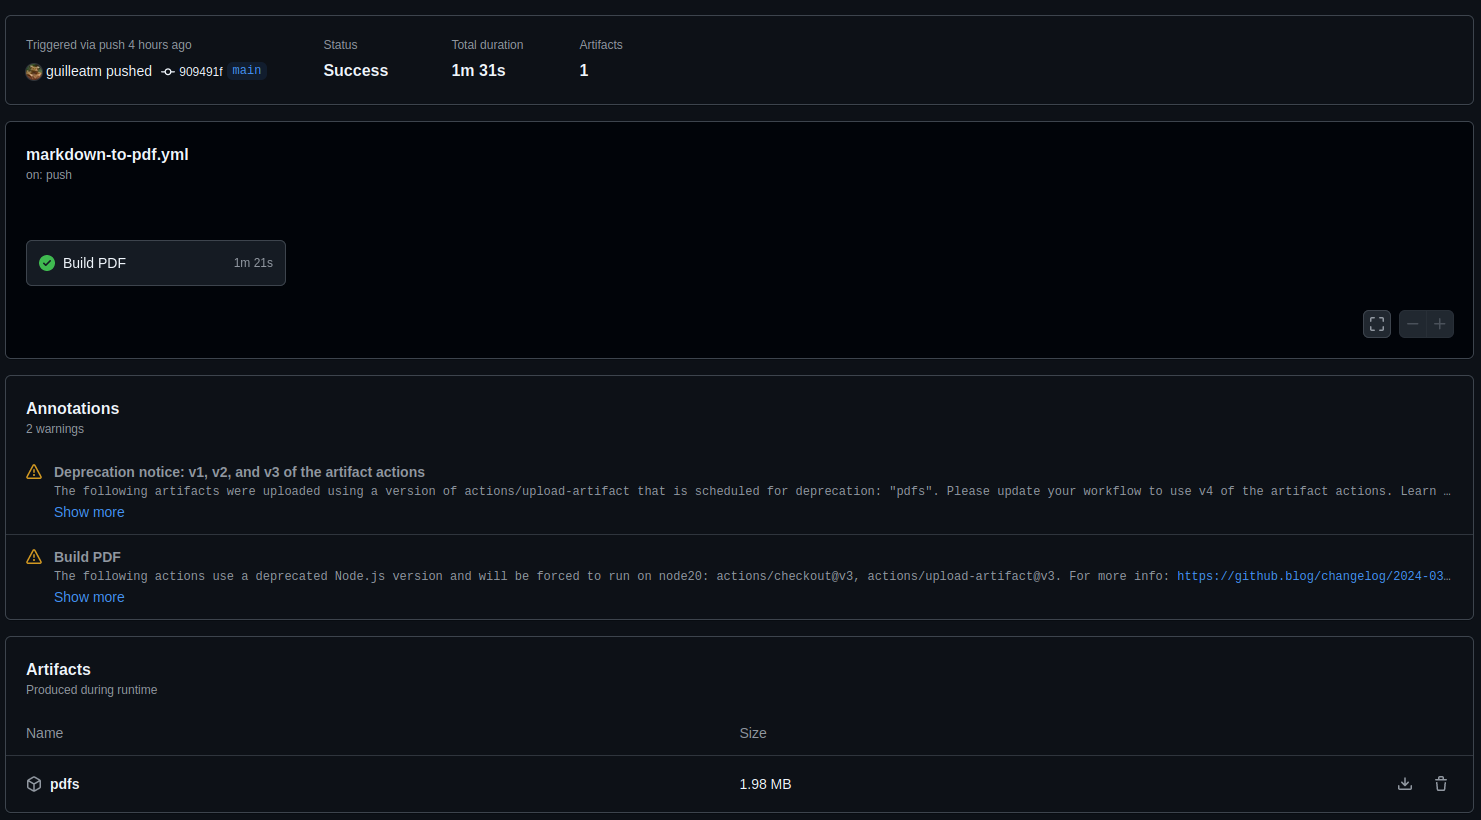 Triggered via push 4 hours ago
guilleatm pushed 909491f main
Status
Success
Total duration
1m 31s
Artifacts
1
markdown-to-pdf.yml
on: push
Build PDF 1m 21s
Annotations
2 warnings
Deprecation notice: v1, v2, and v3 of the artifact actions
The following artifacts were uploaded using a version of actions/upload-artifact that is scheduled for deprecation: "pdfs". Please update your workflow to use v4 of the artifact actions. Learn …
Show more
Build PDF
The following actions use a deprecated Node.js version and will be forced to run on node20: actions/checkout@v3, actions/upload-artifact@v3. For more info: https://github.blog/changelog/2024-03…
Show more
Artifacts
Produced during runtime
Name Size
pdfs 1.98 MB